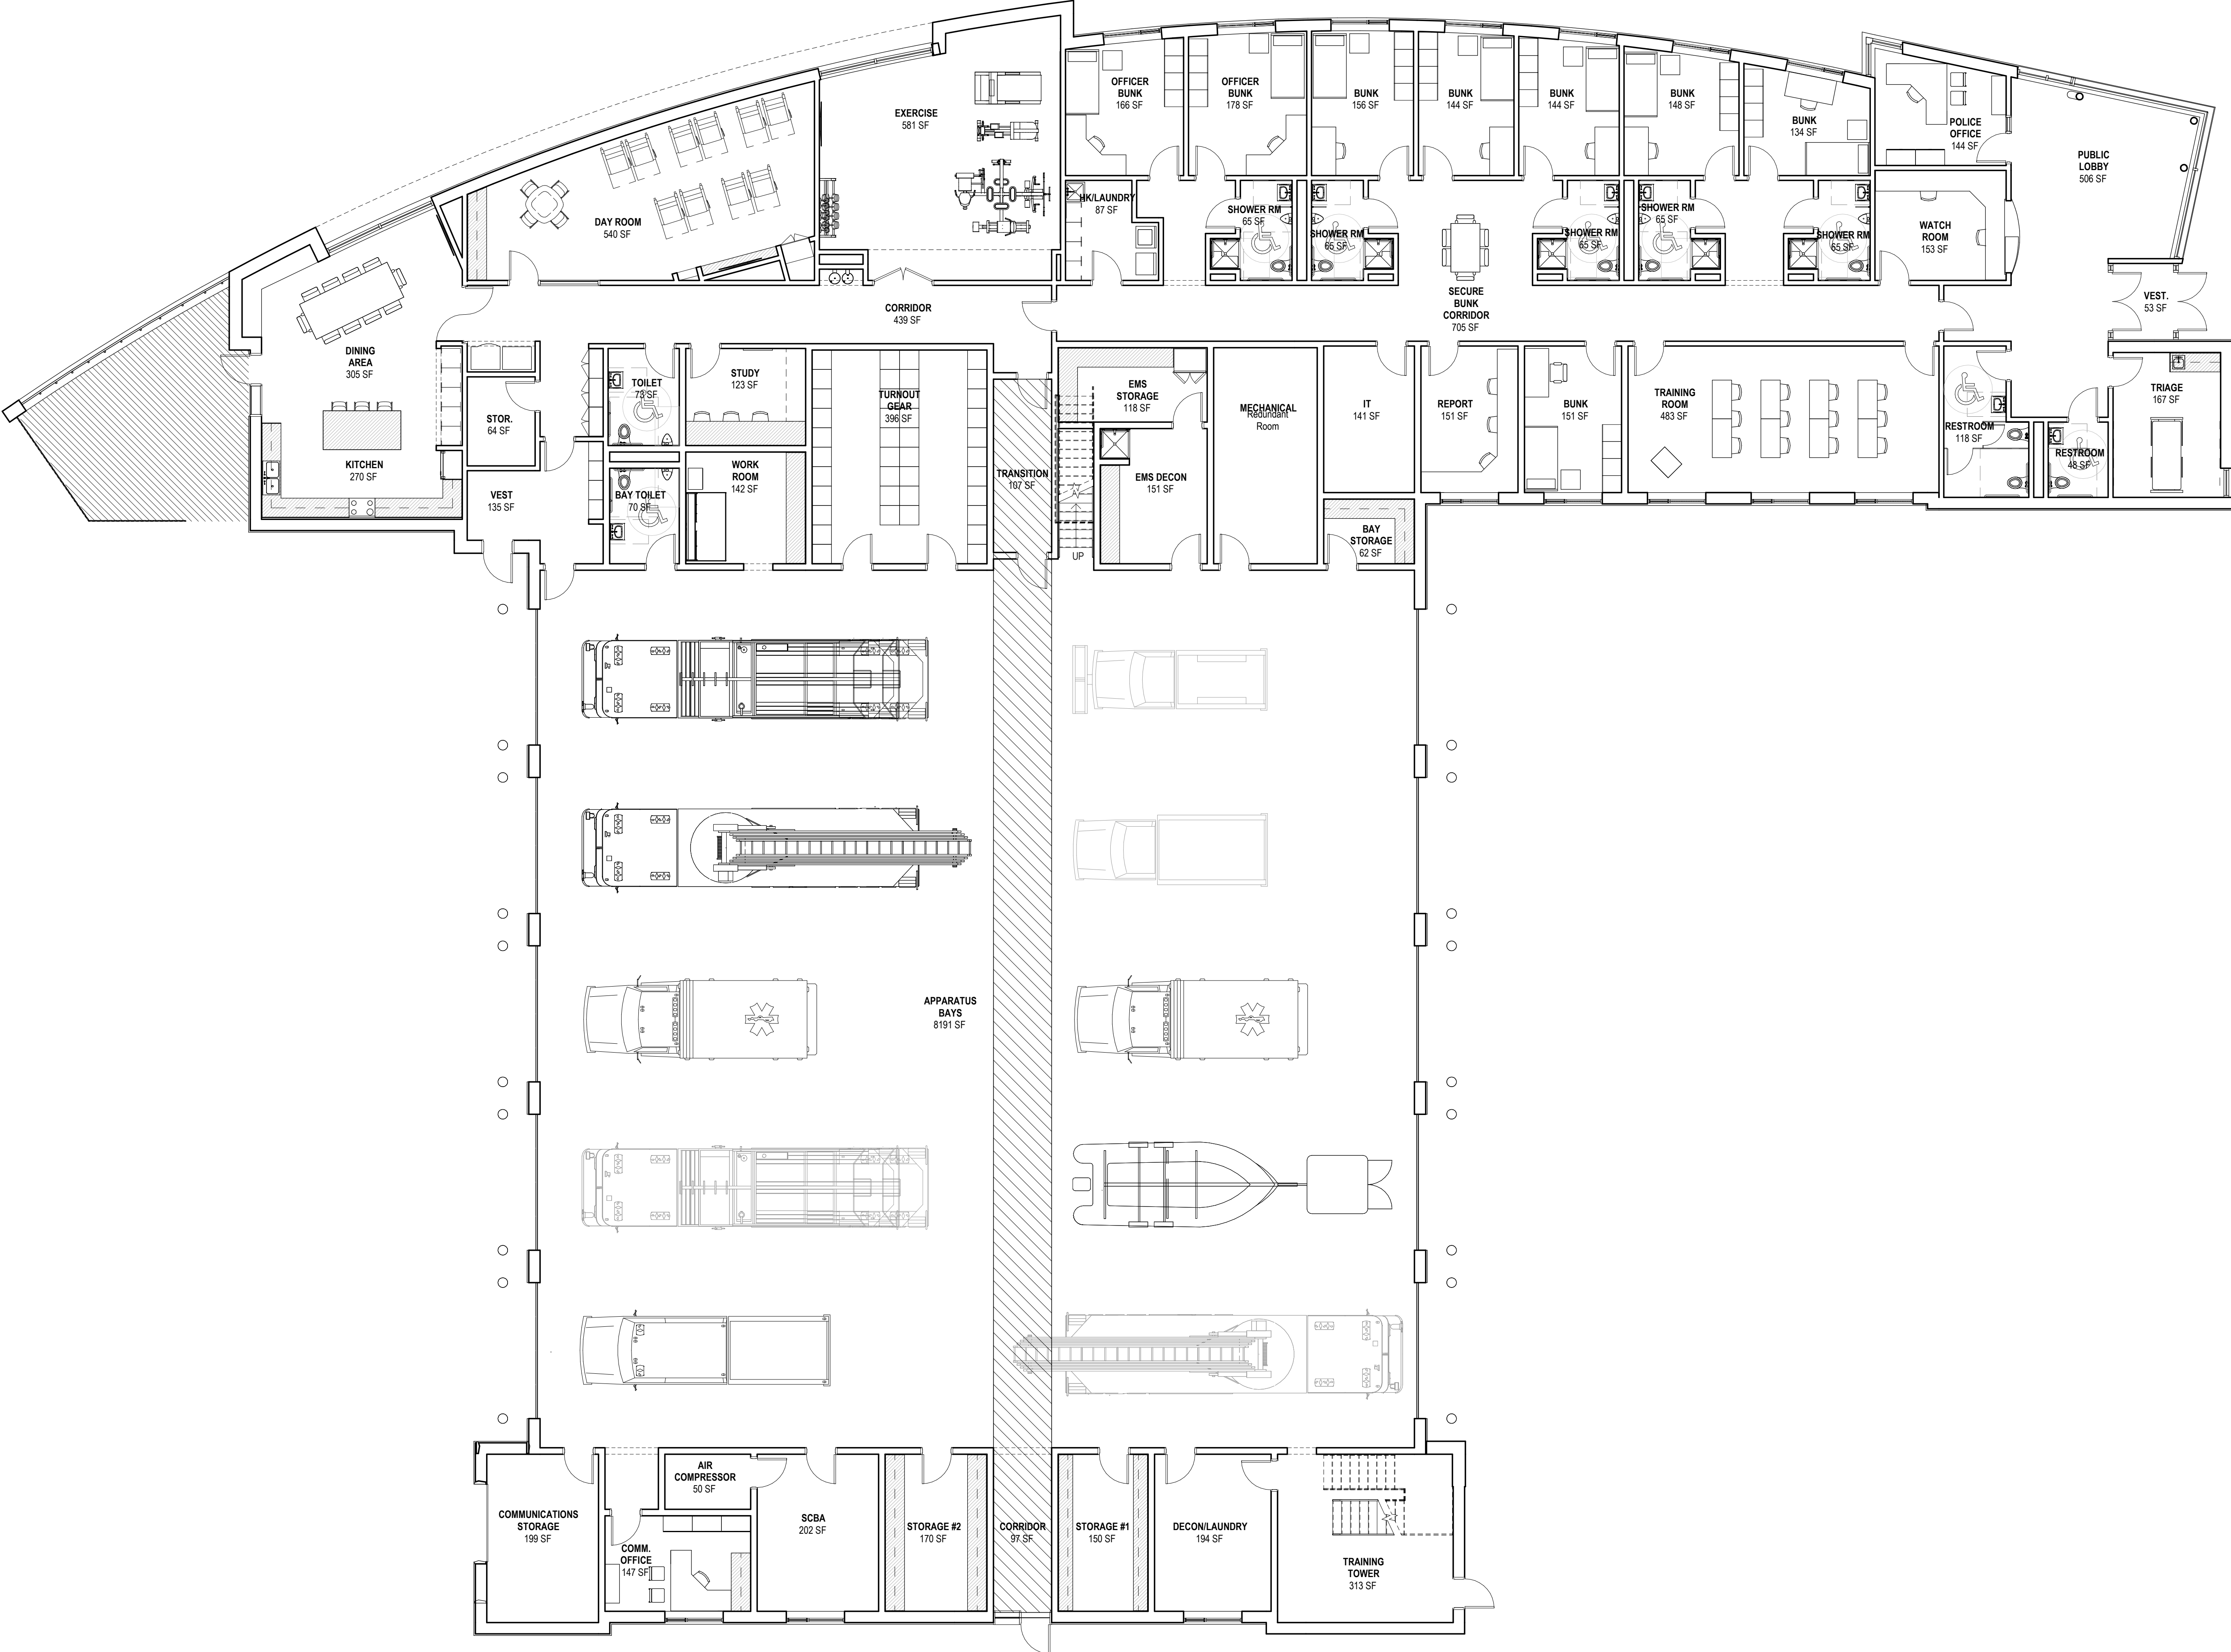 EXERCISE
581 SF
OFFICER
BUNK
166 SF
OFFICER
BUNK
178 SF
BUNK
156 SF
BUNK
144 SF
BUNK
144 SF
BUNK
148 SF
BUNK
134 SF
POLICE
OFFICE
144 SF
PUBLIC
LOBBY
506 SF
DAY ROOM
540 SF
HK/LAUNDRY
87 SF
SHOWER RM
65 SF
SHOWER RM
65 SF
SHOWER RM
65 SF
SHOWER RM
65 SF
SHOWER RM
65 SF
WATCH
ROOM
153 SF
CORRIDOR
439 SF
SECURE
BUNK
CORRIDOR
705 SF
VEST.
53 SF
DINING
AREA
305 SF
STOR.
64 SF
TOILET
73 SF
STUDY
123 SF
TURNOUT
GEAR
396 SF
EMS
STORAGE
118 SF
MECHANICAL
Redundant
Room
IT
141 SF
REPORT
151 SF
BUNK
151 SF
TRAINING
ROOM
483 SF
RESTROOM
118 SF
RESTROOM
48 SF
TRIAGE
167 SF
KITCHEN
270 SF
VEST
135 SF
BAY TOILET
70 SF
WORK
ROOM
142 SF
TRANSITION
107 SF
UP
EMS DECON
151 SF
BAY
STORAGE
62 SF
APPARATUS
BAYS
8191 SF
COMMUNICATIONS
STORAGE
199 SF
AIR
COMPRESSOR
50 SF
COMM.
OFFICE
147 SF
SCBA
202 SF
STORAGE #2
170 SF
CORRIDOR
97 SF
STORAGE #1
150 SF
DECON/LAUNDRY
194 SF
TRAINING
TOWER
313 SF